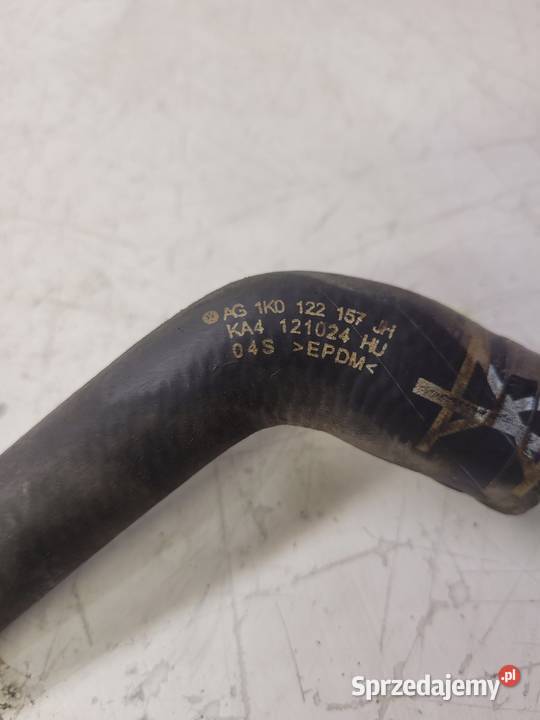 AG 1K0 122 157 JH
KA4 121024 HU
04S >EPDM<
Sprzedajemy.pl